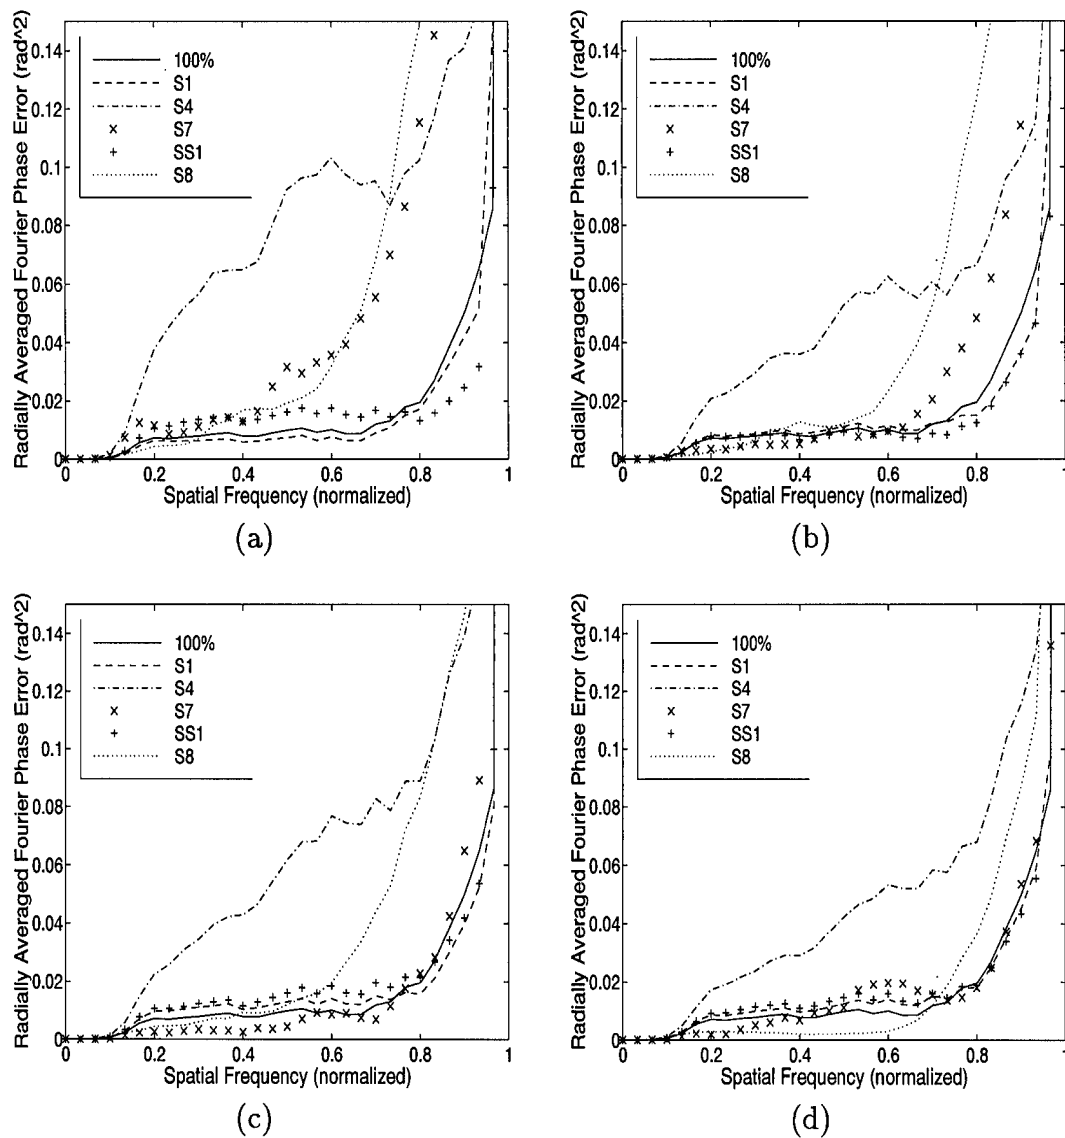 Radially Averaged Fourier Phase Error (rad^2)
0.14
0.12
0.1
0.08
0.06
0.04
0.02
0
100%
S1
S4
S7
SS1
S8
0 0.2 0.4 0.6 0.8 1
Spatial Frequency (normalized)
(a)
Radially Averaged Fourier Phase Error (rad^2)
0.14
0.12
0.1
0.08
0.06
0.04
0.02
0
100%
S1
S4
S7
SS1
S8
0 0.2 0.4 0.6 0.8 1
Spatial Frequency (normalized)
(b)
Radially Averaged Fourier Phase Error (rad^2)
0.14
0.12
0.1
0.08
0.06
0.04
0.02
0
100%
S1
S4
S7
SS1
S8
0 0.2 0.4 0.6 0.8 1
Spatial Frequency (normalized)
(c)
Radially Averaged Fourier Phase Error (rad^2)
0.14
0.12
0.1
0.08
0.06
0.04
0.02
0
100%
S1
S4
S7
SS1
S8
0 0.2 0.4 0.6 0.8 1
Spatial Frequency (normalized)
(d)